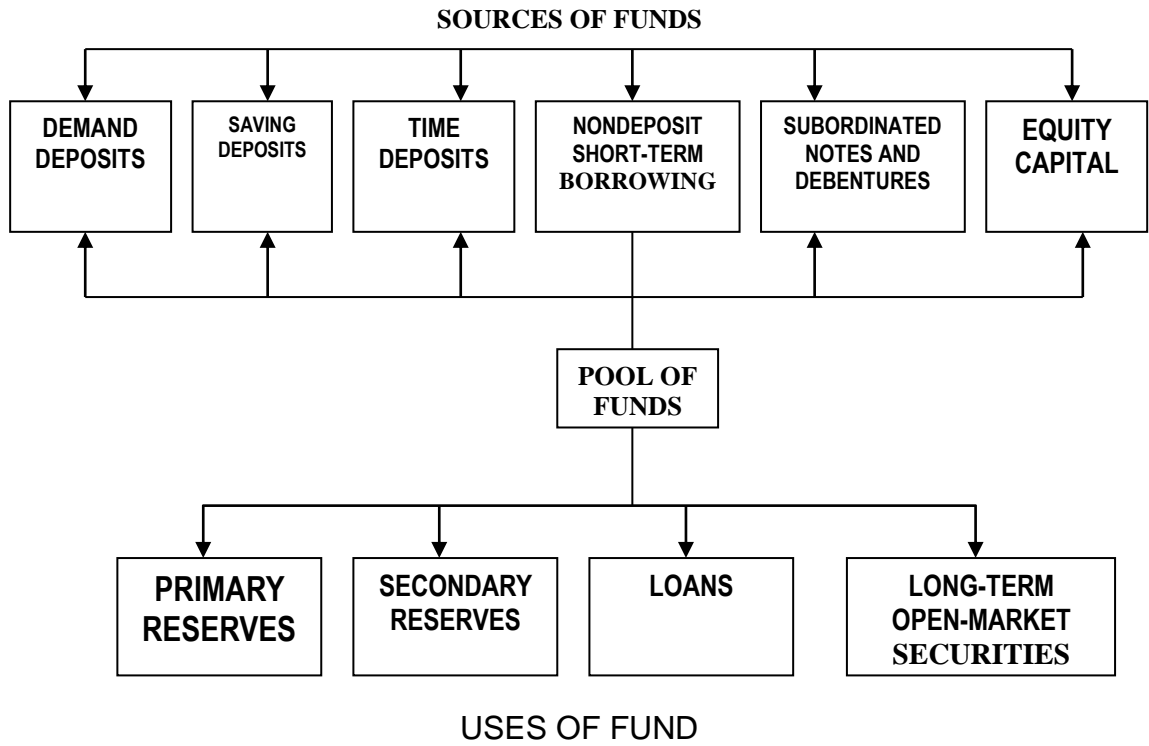 SOURCES OF FUNDS
DEMAND
DEPOSITS
SAVING
DEPOSITS
TIME
DEPOSITS
NONDEPOSIT
SHORT-TERM
BORROWING
SUBORDINATED
NOTES AND
DEBENTURES
EQUITY
CAPITAL
POOL OF
FUNDS
PRIMARY
RESERVES
SECONDARY
RESERVES
LOANS
LONG-TERM
OPEN-MARKET
SECURITIES
USES OF FUND